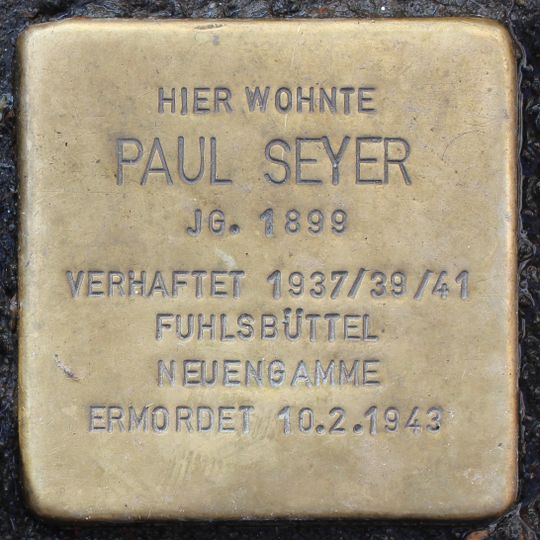 HIER WOHNTE
PAUL SEYER
JG. 1899
VERHAFTET 1937/39/41
FUHLSBÜTTEL
NEUENGAMME
ERMORDET 10.2.1943